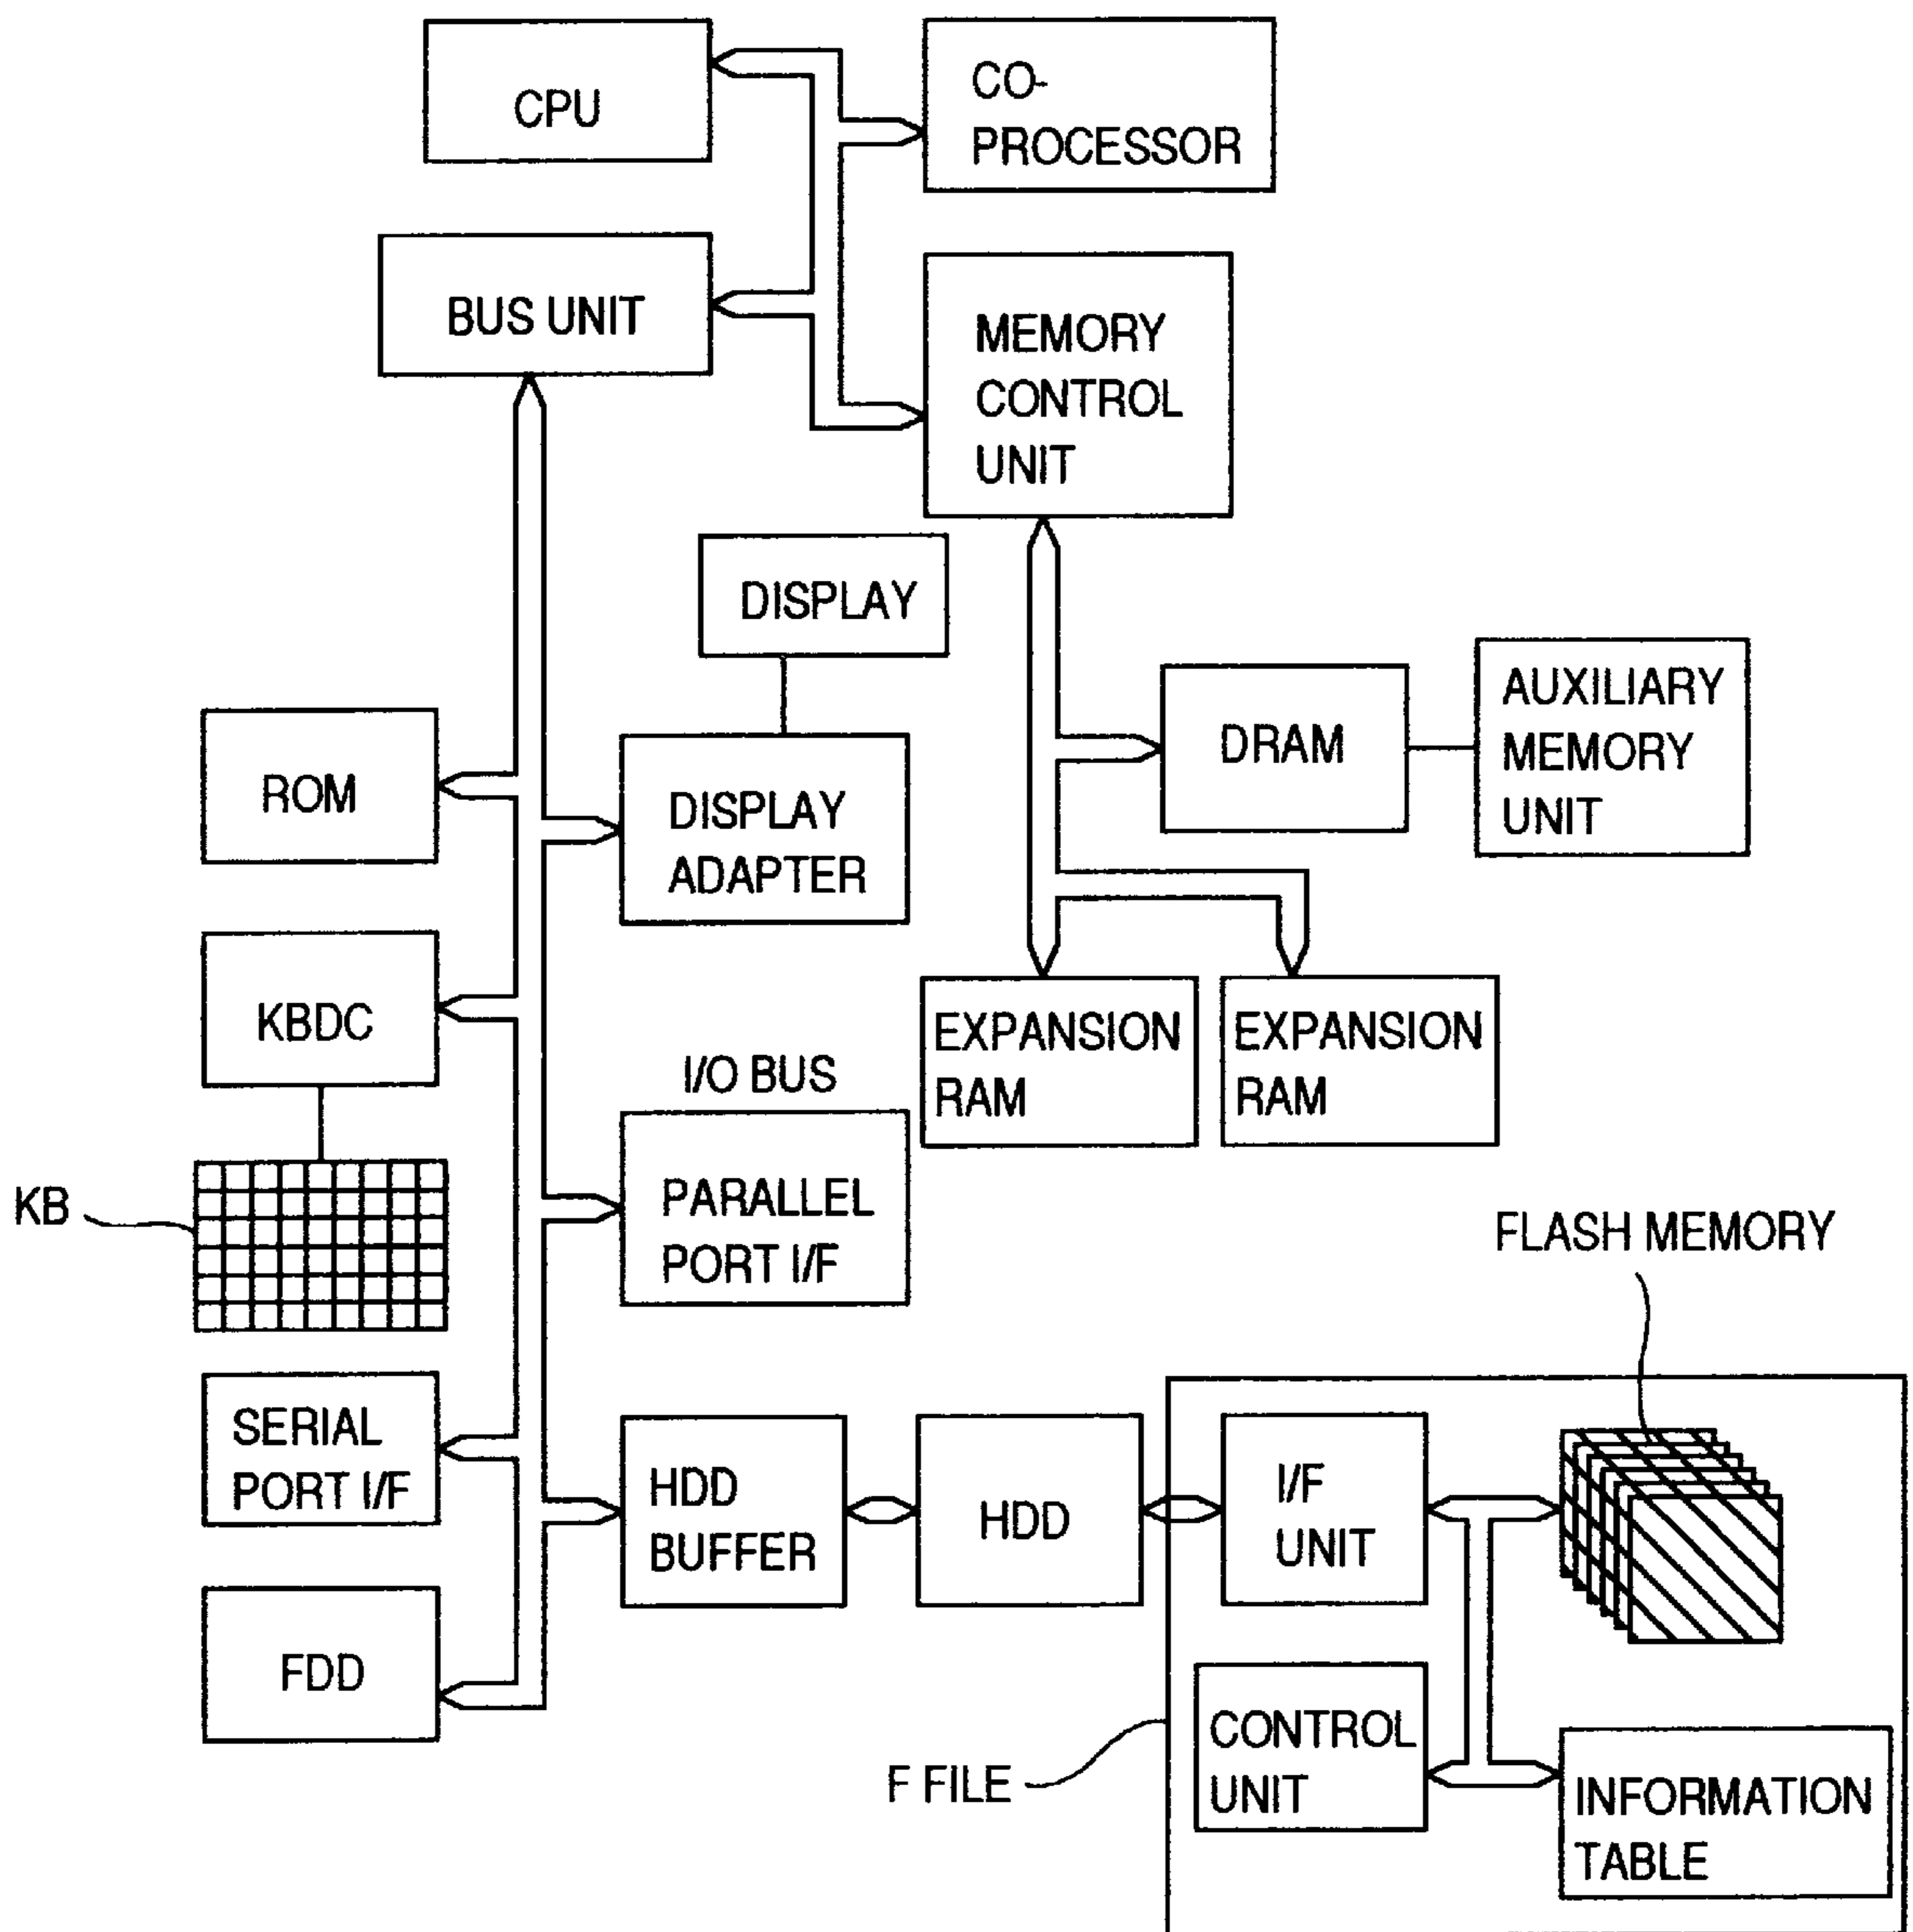 CPU
CO-
PROCESSOR
BUS UNIT
MEMORY
CONTROL
UNIT
DISPLAY
ROM
DISPLAY
ADAPTER
DRAM
AUXILIARY
MEMORY
UNIT
KBDC
EXPANSION
RAM
EXPANSION
RAM
I/O BUS
KB
PARALLEL
PORT I/F
FLASH MEMORY
SERIAL
PORT I/F
HDD
BUFFER
HDD
I/F
UNIT
FDD
F FILE
CONTROL
UNIT
INFORMATION
TABLE